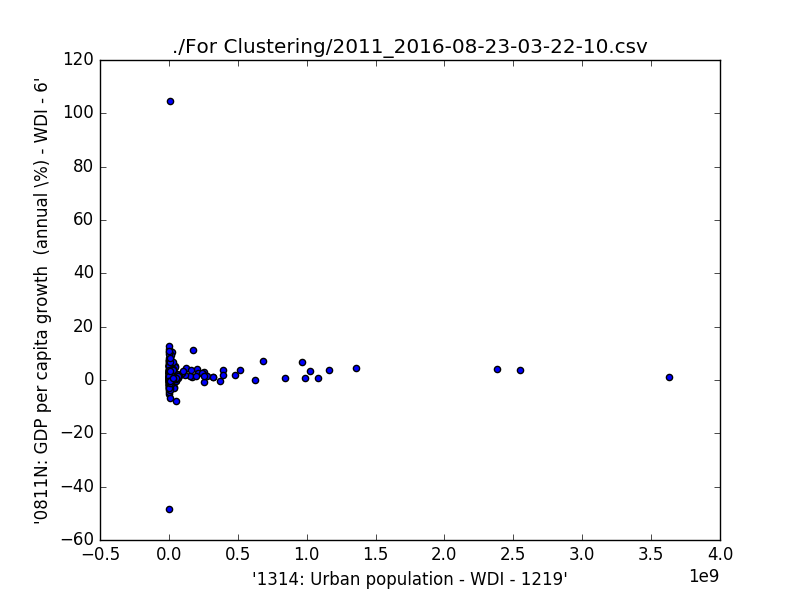 ./For Clustering/2011_2016-08-23-03-22-10.csv
'0811N: GDP per capita growth  (annual \%) - WDI - 6'
120
100
80
60
40
20
0
−20
−40
−60
−0.5 0.0 0.5 1.0 1.5 2.0 2.5 3.0 3.5 4.0
1e9
'1314: Urban population - WDI - 1219'